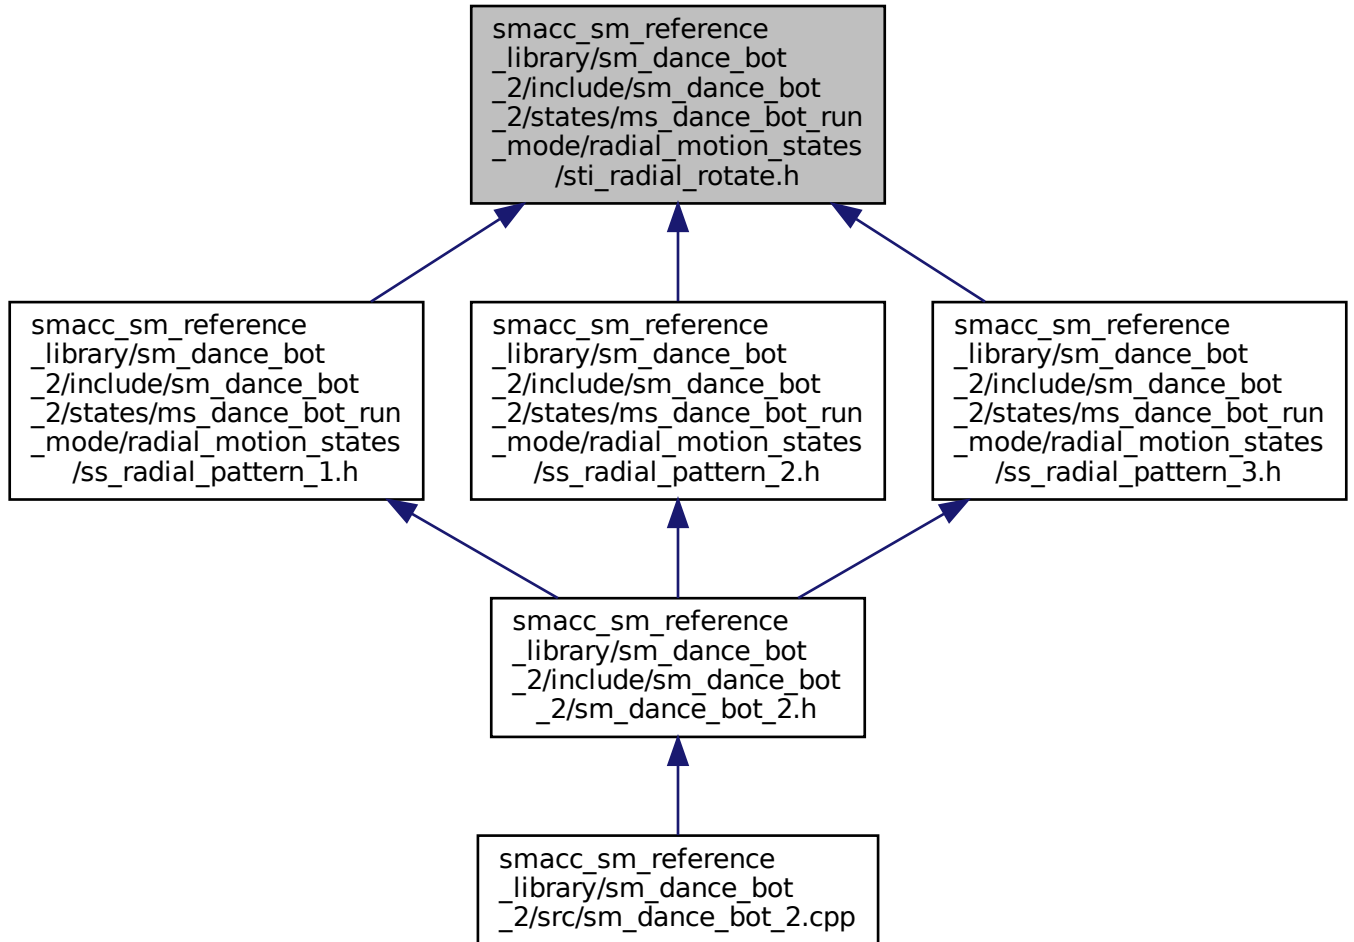 smacc_sm_reference
_library/sm_dance_bot
_2/include/sm_dance_bot
_2/states/ms_dance_bot_run
_mode/radial_motion_states
/sti_radial_rotate.h
smacc_sm_reference
_library/sm_dance_bot
_2/include/sm_dance_bot
_2/states/ms_dance_bot_run
_mode/radial_motion_states
/ss_radial_pattern_1.h
smacc_sm_reference
_library/sm_dance_bot
_2/include/sm_dance_bot
_2/states/ms_dance_bot_run
_mode/radial_motion_states
/ss_radial_pattern_2.h
smacc_sm_reference
_library/sm_dance_bot
_2/include/sm_dance_bot
_2/states/ms_dance_bot_run
_mode/radial_motion_states
/ss_radial_pattern_3.h
smacc_sm_reference
_library/sm_dance_bot
_2/include/sm_dance_bot
_2/sm_dance_bot_2.h
smacc_sm_reference
_library/sm_dance_bot
_2/src/sm_dance_bot_2.cpp